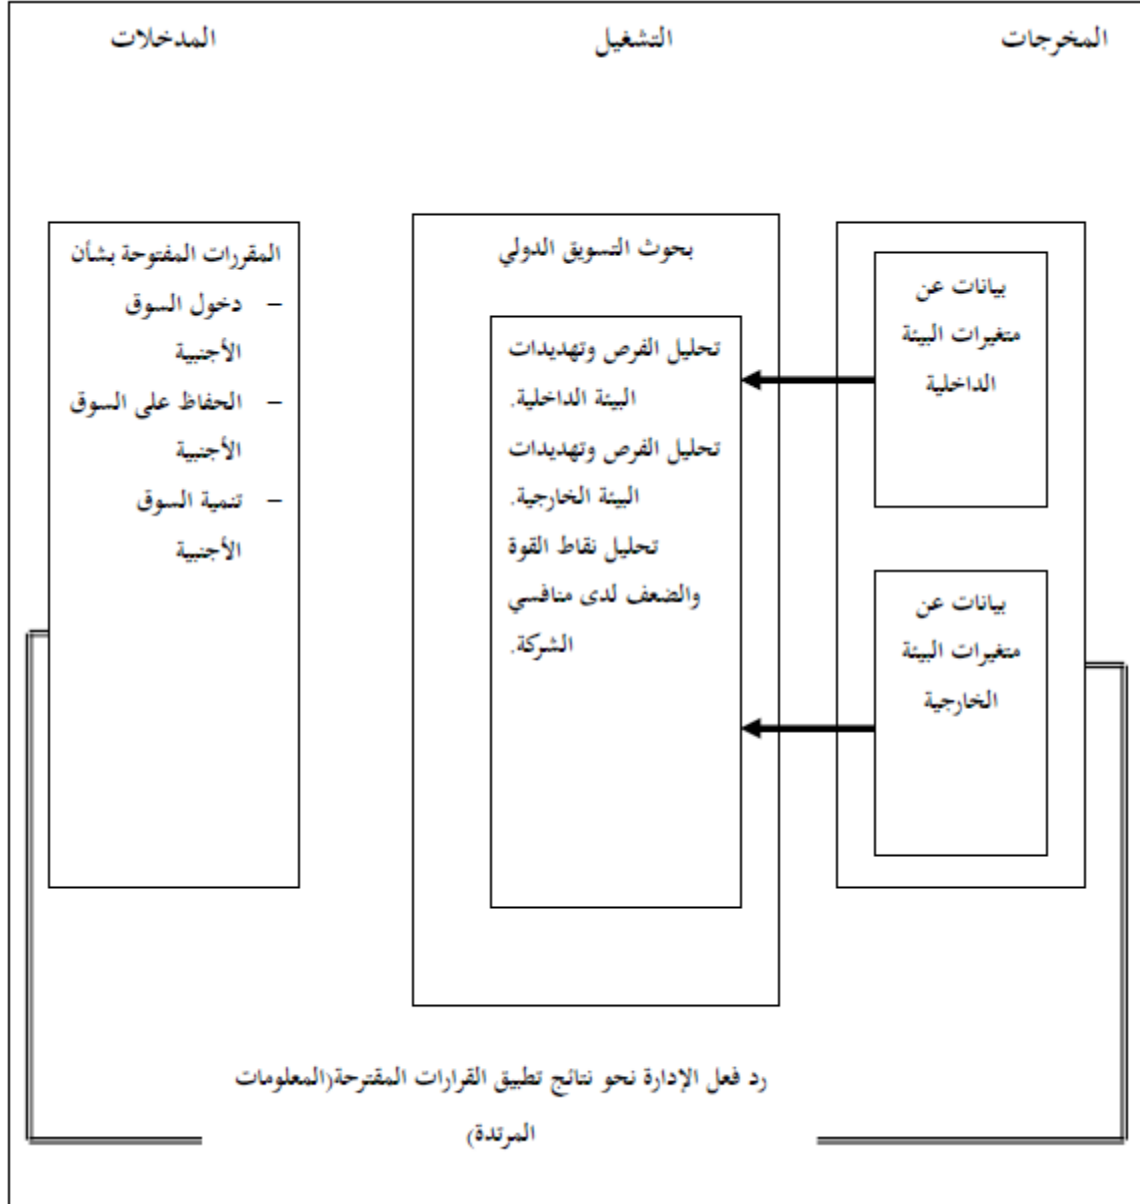 المخرجات
التشغيل
المدخلات
بيانات عن
متغيرات البيئة
الداخلية
بيانات عن
متغيرات البيئة
الخارجية
بحوث التسويق الدولي
تحليل الفرص وتهديدات
البيئة الداخلية.
تحليل الفرص وتهديدات
البيئة الخارجية.
تحليل نقاط القوة
والضعف لدى منافسي
الشركة.
المقررات المفتوحة بشأن
– دخول السوق
الأجنبية
– الحفاظ على السوق
الأجنبية
– تنمية السوق
الأجنبية
رد فعل الإدارة نحو نتائج تطبيق القرارات المقترحة(المعلومات
المرتدة)